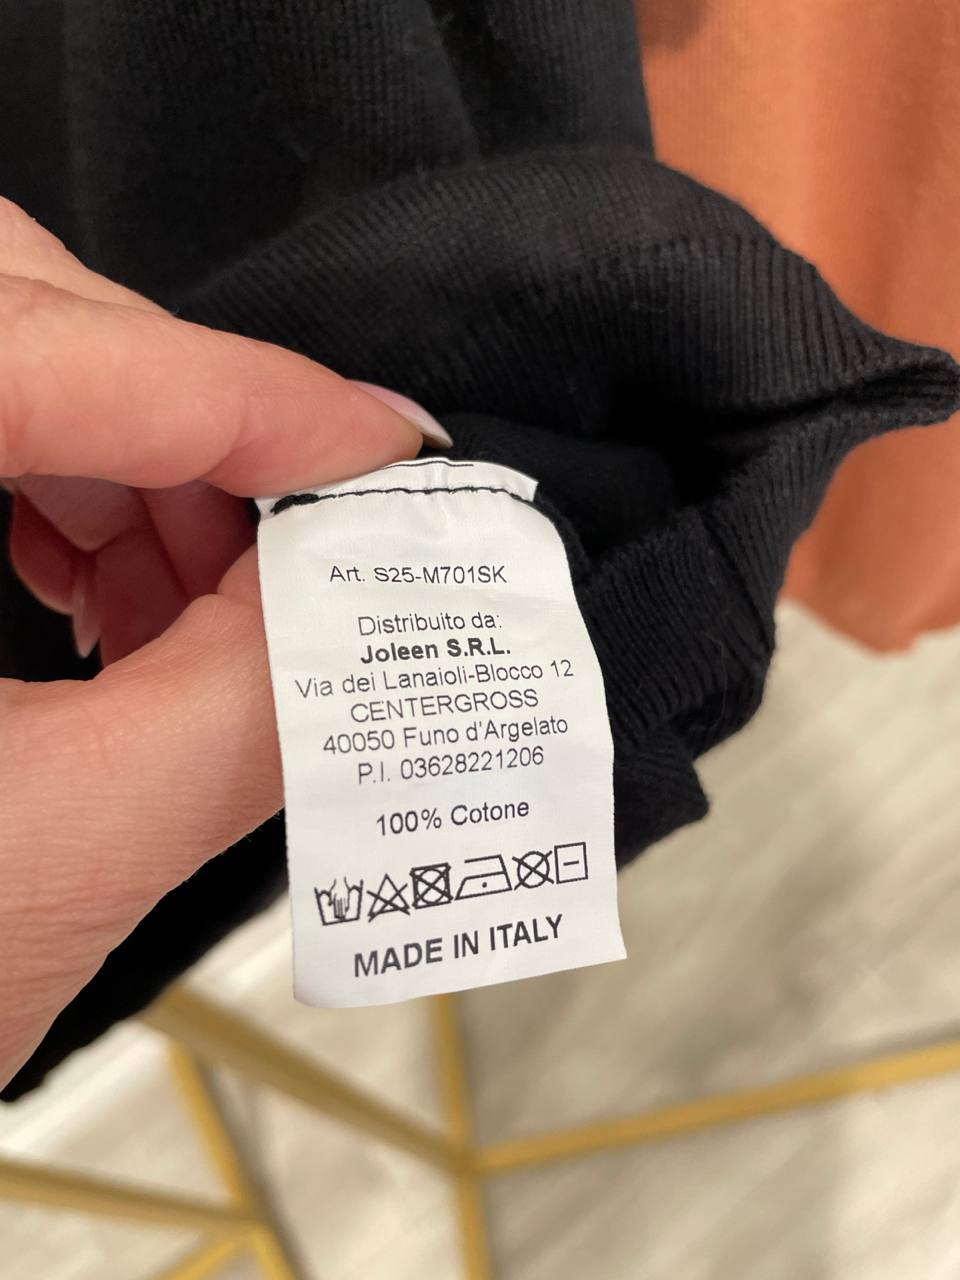 Art. S25-M701SK
Distribuito da:
Joleen S.R.L.
Via dei Lanaioli-Blocco 12
CENTERGROSS
40050 Funo d'Argelato
P.I. 03628221206
100% Cotone
MADE IN ITALY